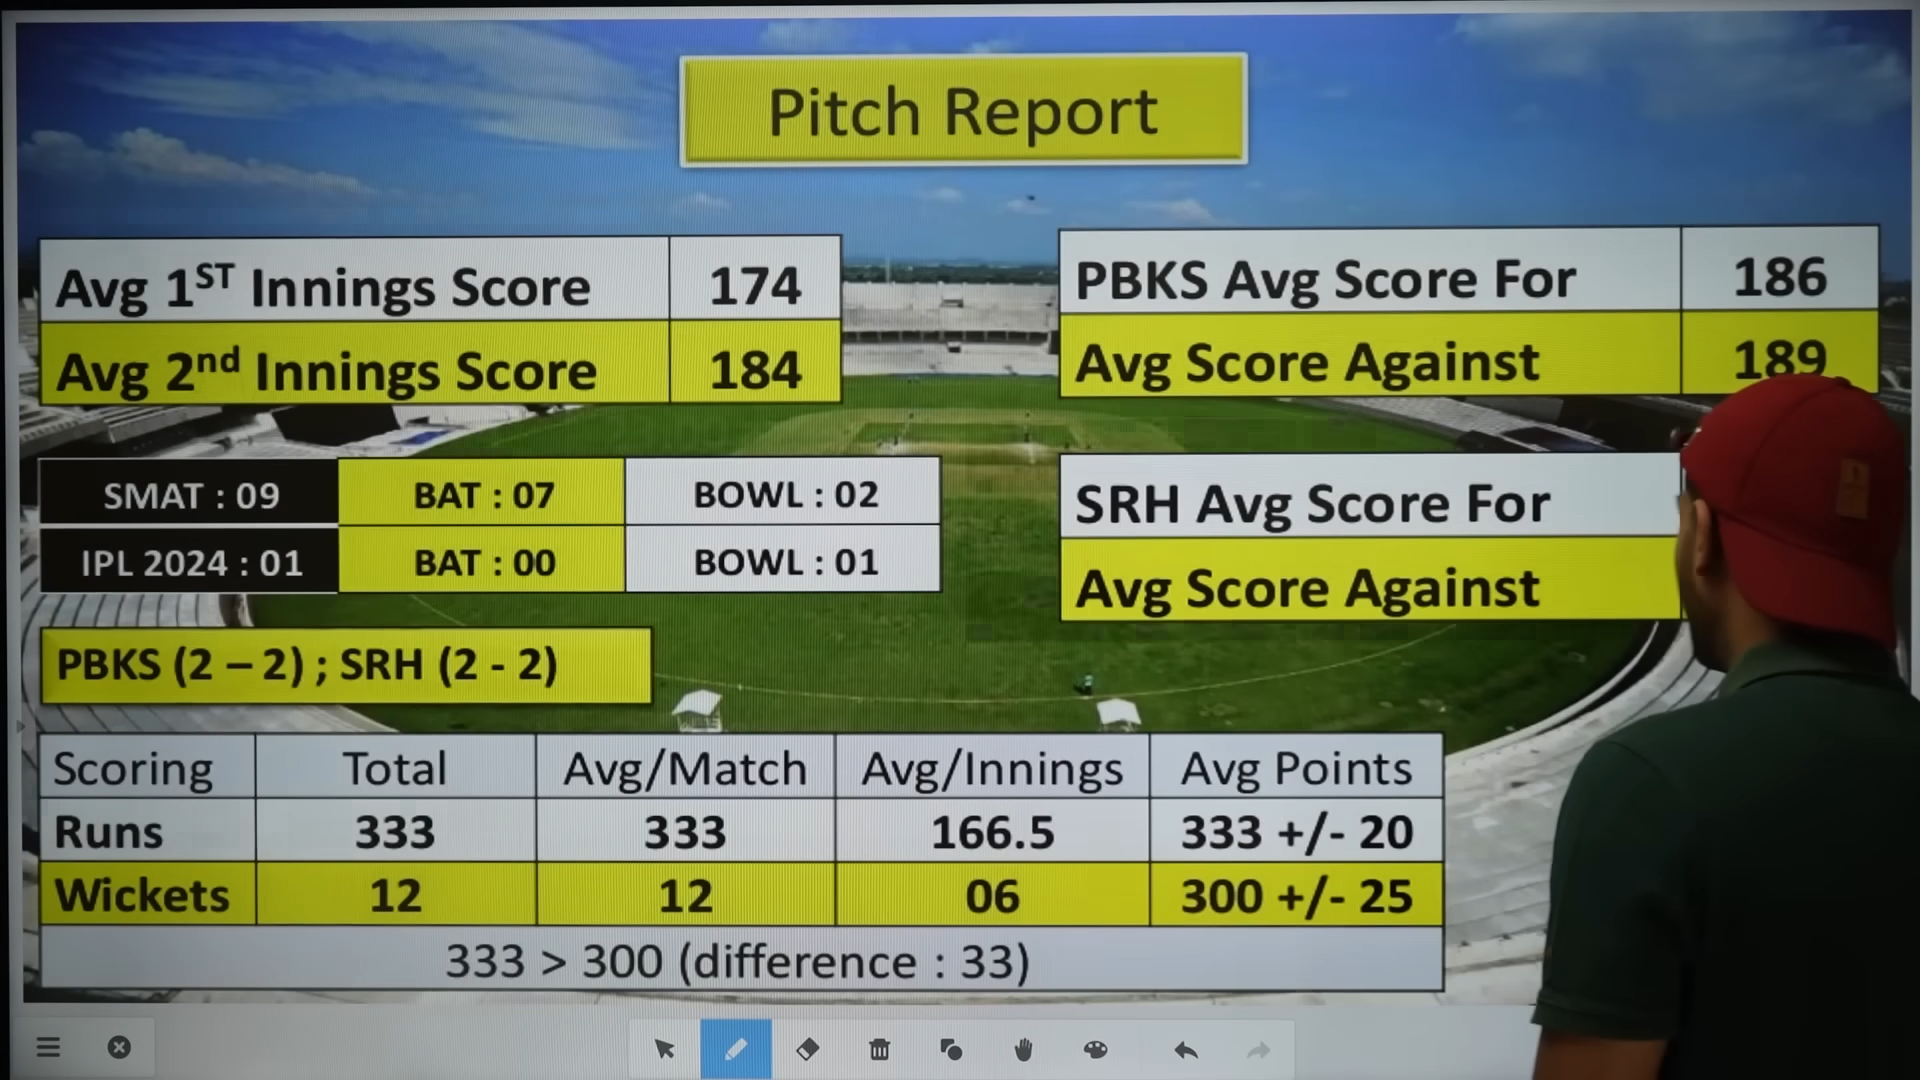 Pitch Report
Avg 1ST Innings Score 174
Avg 2nd Innings Score 184
PBKS Avg Score For 186
Avg Score Against 189
SMAT : 09 BAT : 07 BOWL : 02
IPL 2024 : 01 BAT : 00 BOWL : 01
SRH Avg Score For
Avg Score Against
PBKS (2 – 2) ; SRH (2 - 2)
Scoring Total Avg/Match Avg/Innings Avg Points
Runs 333 333 166.5 333 +/- 20
Wickets 12 12 06 300 +/- 25
333 > 300 (difference : 33)